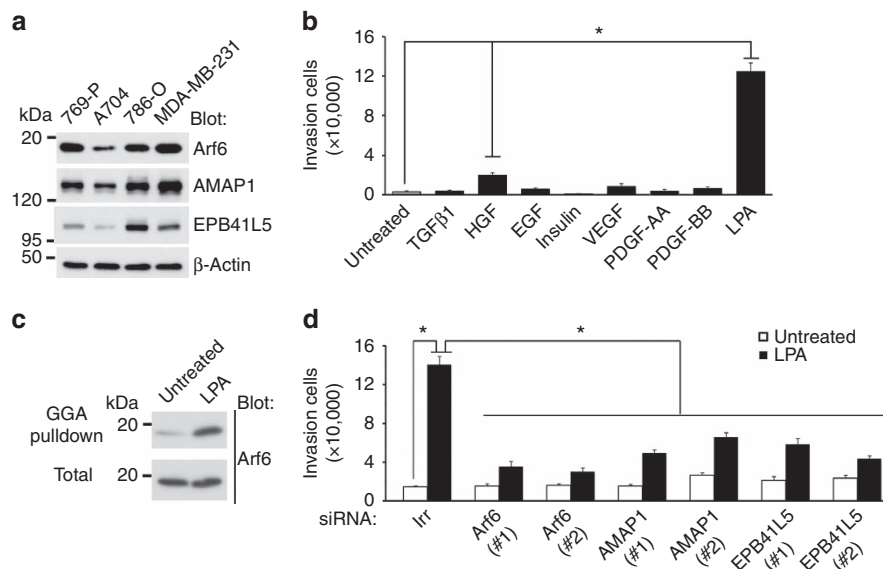 a
769-P A704 786-O MDA-MB-231
kDa Blot:
20 Arf6
AMAP1
120
EPB41L5
95
50 β-Actin
b
*
Invasion cells
(×10,000)
16
12
8
4
0
Untreated TGFβ1 HGF EGF Insulin VEGF PDGF-AA PDGF-BB LPA
c
Untreated LPA
kDa Blot:
GGA
pulldown
20
Arf6
Total 20
d
* *
Untreated
LPA
Invasion cells
(×10,000)
16
12
8
4
0
siRNA:
Irr
Arf6
(#1)
Arf6
(#2)
AMAP1
(#1)
AMAP1
(#2)
EPB41L5
(#1)
EPB41L5
(#2)